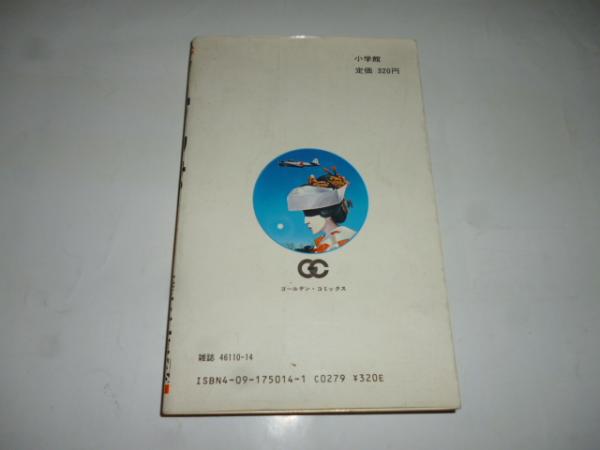 小学館
定価 320円
GC
ゴールデン・コミックス
雑誌 46110-14
ISBN4-09-175014-1 C0279 ¥320E